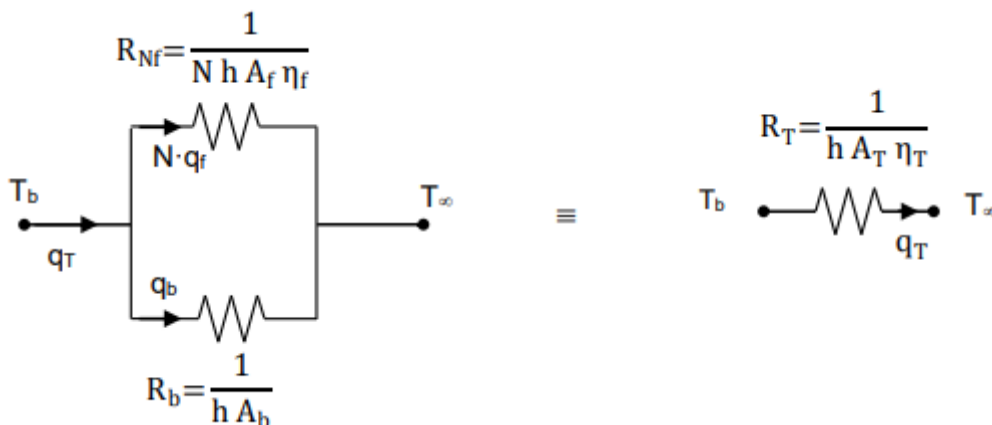 R_Nf = 1 / (N h A_f η_f)
N·q_f
T_b
q_T
T_∞
q_b
R_b = 1 / (h A_b)
≡
R_T = 1 / (h A_T η_T)
T_b
T_∞
q_T